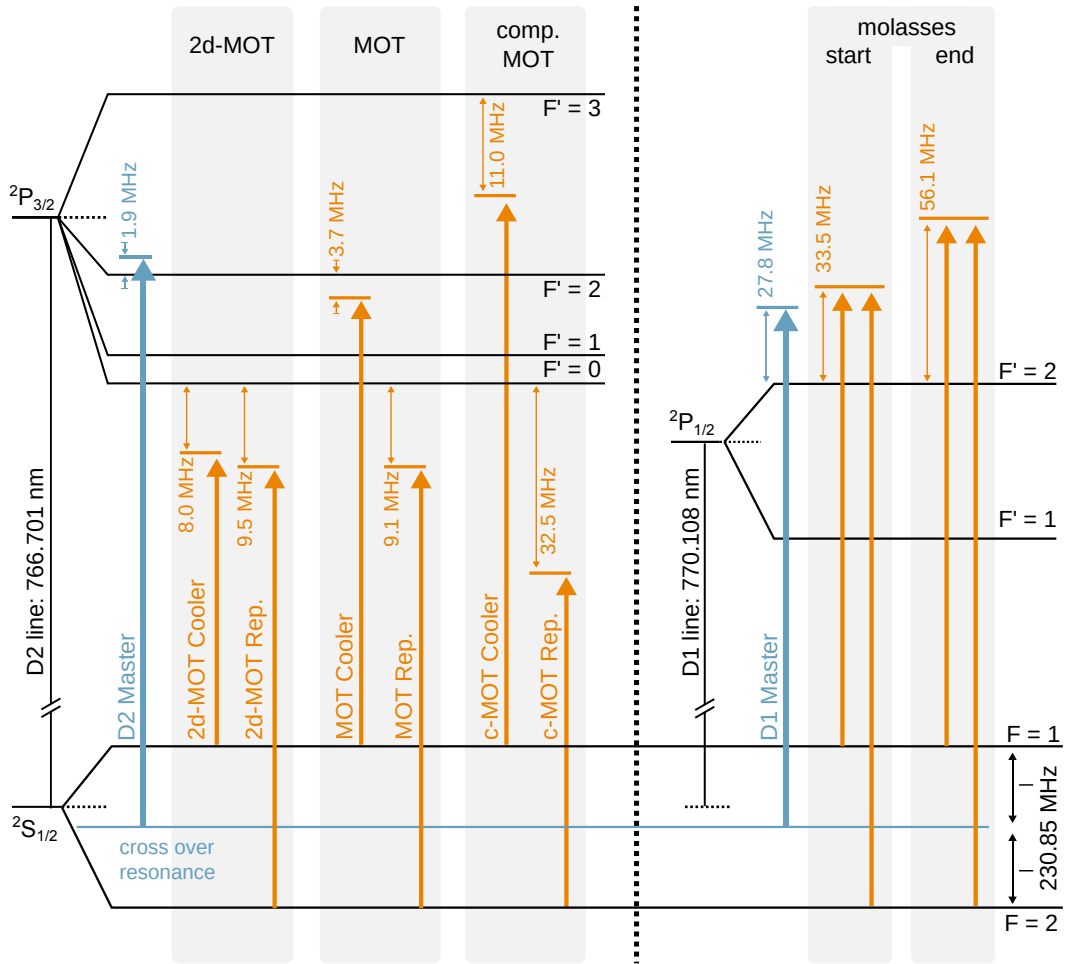 2d-MOT
MOT
comp.
MOT
molasses
start
end
F' = 3
F' = 2
F' = 1
F' = 0
²P3/2
1.9 MHz
3.7 MHz
11.0 MHz
8.0 MHz
9.5 MHz
9.1 MHz
32.5 MHz
D2 line: 766.701 nm
D2 Master
2d-MOT Cooler
2d-MOT Rep.
MOT Cooler
MOT Rep.
c-MOT Cooler
c-MOT Rep.
27.8 MHz
33.5 MHz
56.1 MHz
F' = 2
²P1/2
F' = 1
D1 line: 770.108 nm
D1 Master
F = 1
²S1/2
cross over
resonance
230.85 MHz
F = 2